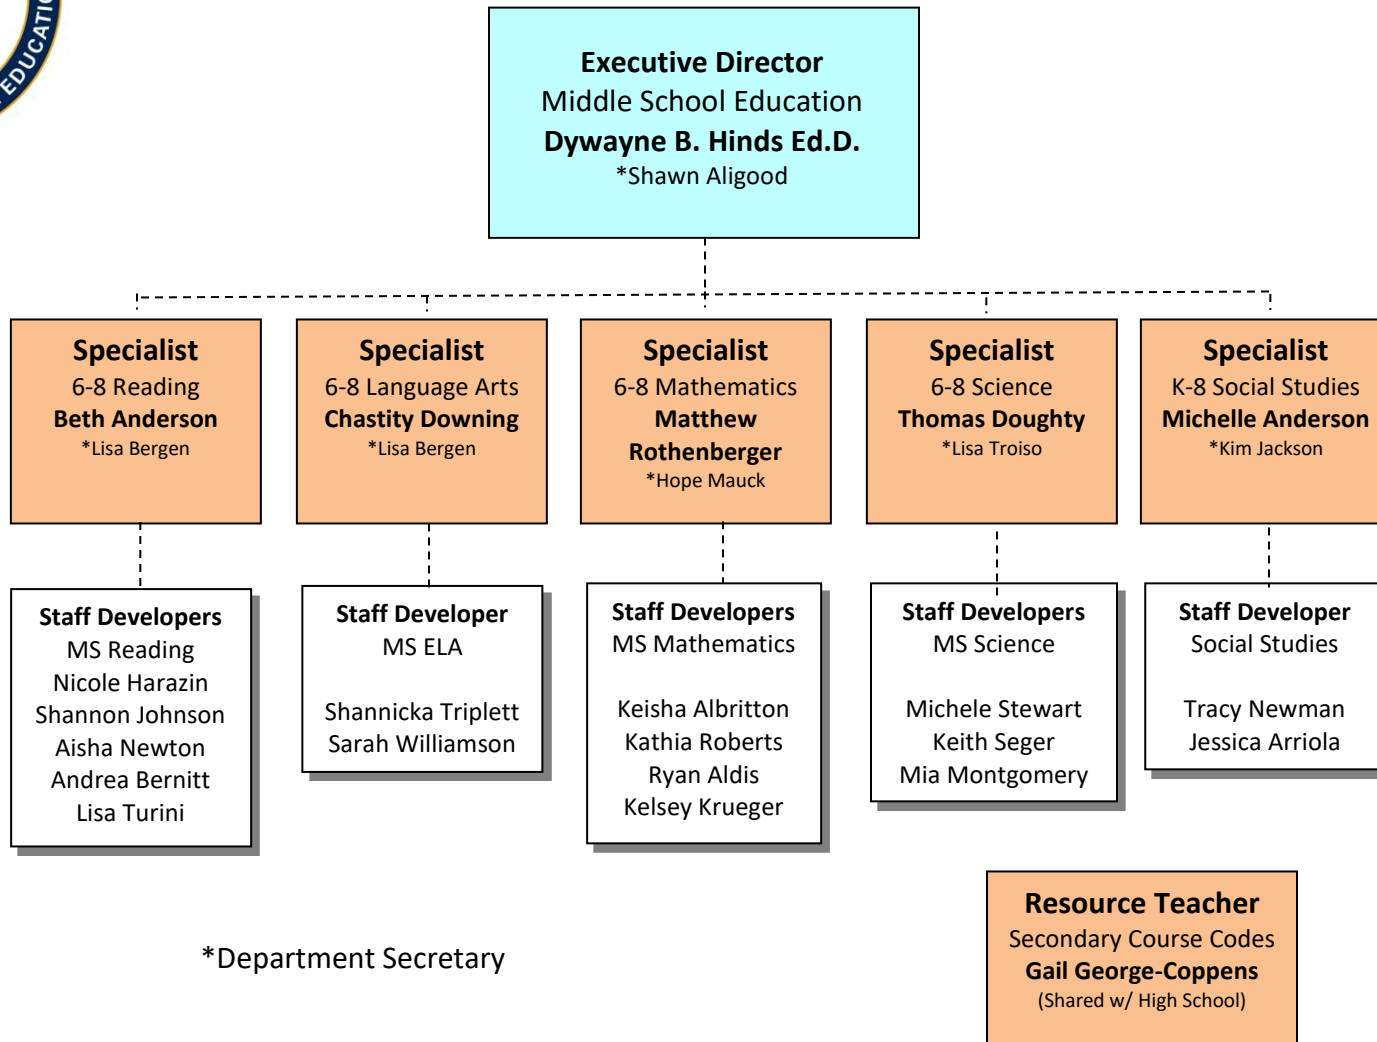 EDUCATIO
Executive Director
Middle School Education
Dywayne B. Hinds Ed.D.
*Shawn Aligood
Specialist
6-8 Reading
Beth Anderson
*Lisa Bergen
Specialist
6-8 Language Arts
Chastity Downing
*Lisa Bergen
Specialist
6-8 Mathematics
Matthew
Rothenberger
*Hope Mauck
Specialist
6-8 Science
Thomas Doughty
*Lisa Troiso
Specialist
K-8 Social Studies
Michelle Anderson
*Kim Jackson
Staff Developers
MS Reading
Nicole Harazin
Shannon Johnson
Aisha Newton
Andrea Bernitt
Lisa Turini
Staff Developer
MS ELA
Shannicka Triplett
Sarah Williamson
Staff Developers
MS Mathematics
Keisha Albritton
Kathia Roberts
Ryan Aldis
Kelsey Krueger
Staff Developers
MS Science
Michele Stewart
Keith Seger
Mia Montgomery
Staff Developer
Social Studies
Tracy Newman
Jessica Arriola
Resource Teacher
Secondary Course Codes
Gail George-Coppens
(Shared w/ High School)
*Department Secretary